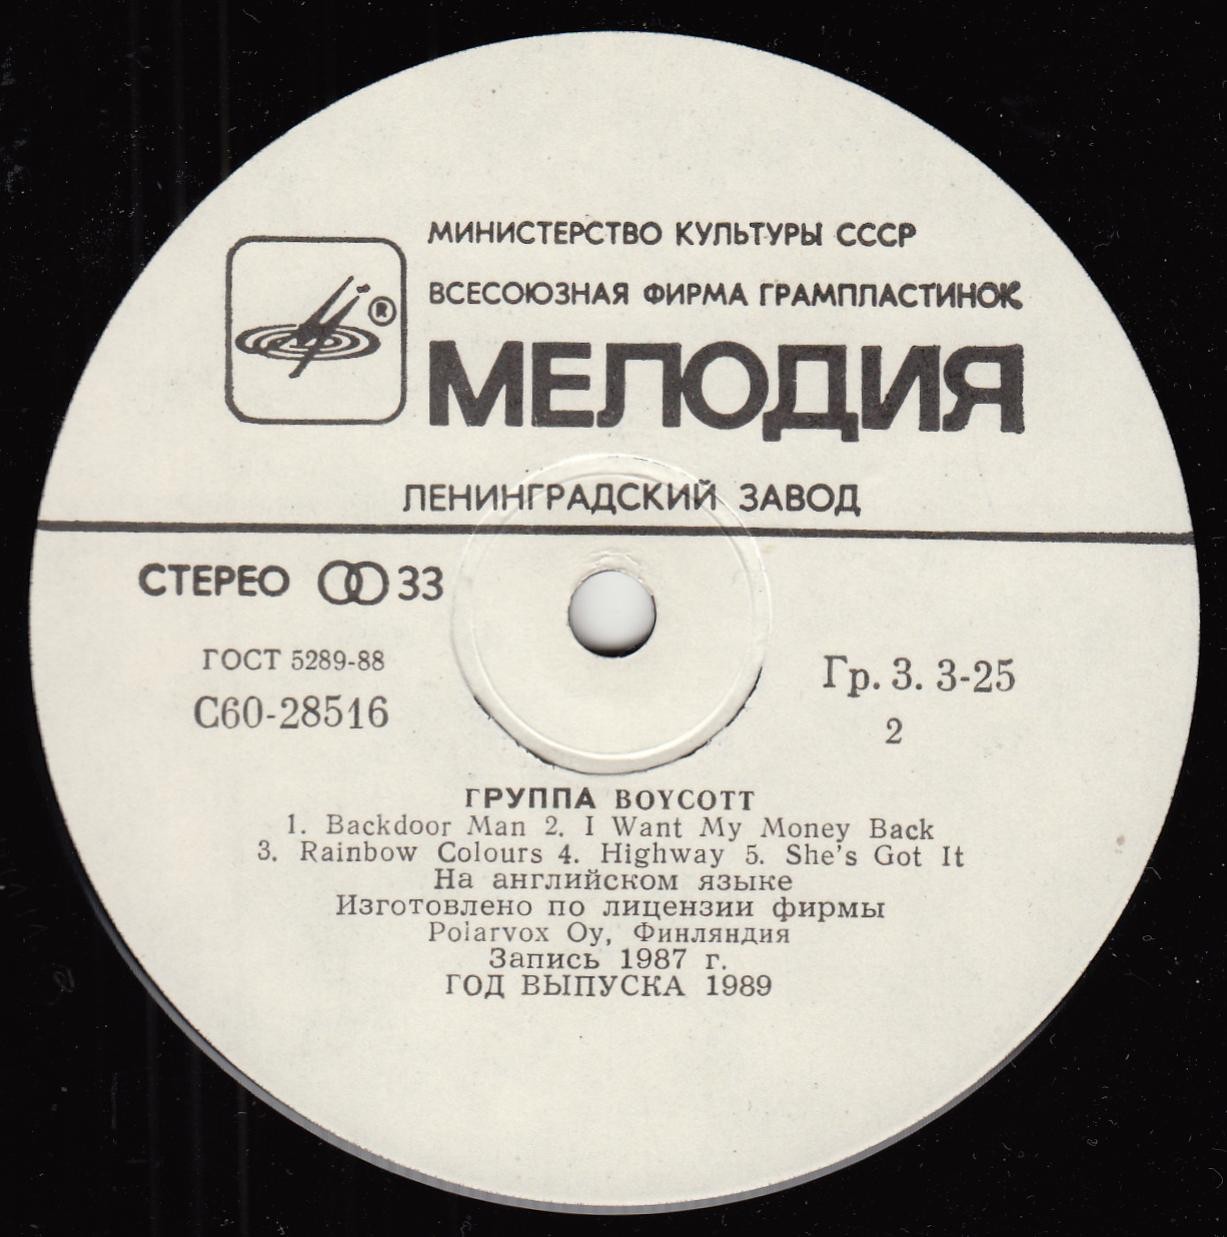 МИНИСТЕРСТВО КУЛЬТУРЫ СССР
ВСЕСОЮЗНАЯ ФИРМА ГРАМПЛАСТИНОК
®
МЕЛОДИЯ
ЛЕНИНГРАДСКИЙ ЗАВОД
СТЕРЕО 33
ГОСТ 5289-88
С60-28516
Гр. 3. 3-25
2
ГРУППА BOYCOTT
1. Backdoor Man 2. I Want My Money Back
3. Rainbow Colours 4. Highway 5. She's Got It
На английском языке
Изготовлено по лицензии фирмы
Polarvox Oy, Финляндия
Запись 1987 г.
ГОД ВЫПУСКА 1989